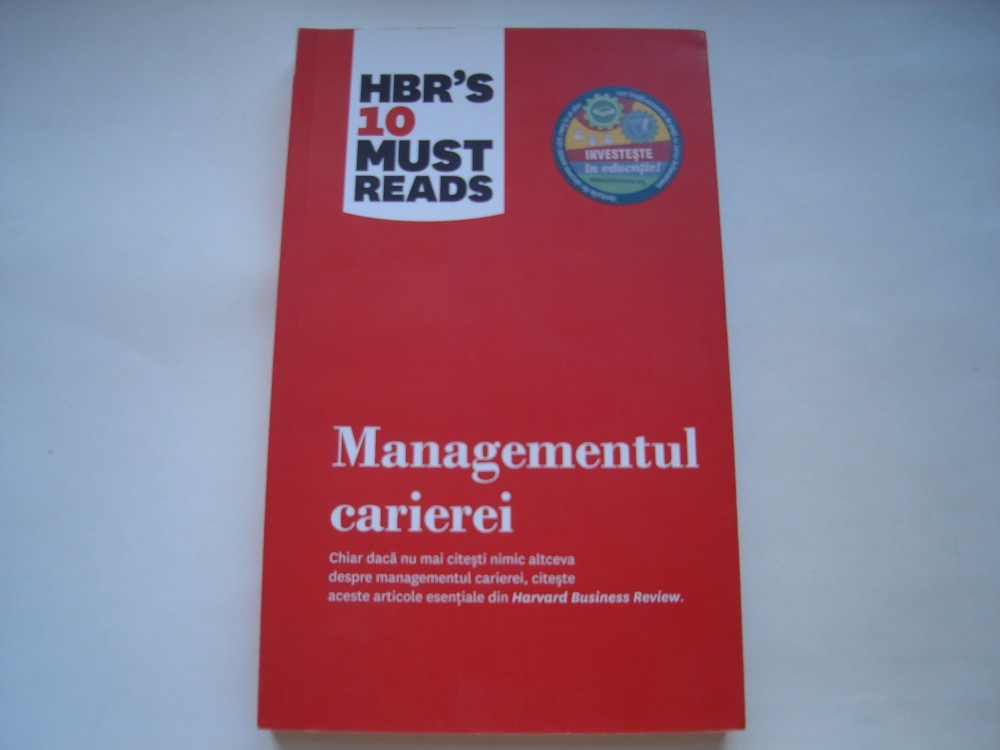 HBR'S
10
MUST
READS
INVESTEȘTE
în educație!
Managementul
carierei
Chiar dacă nu mai citești nimic altceva
despre managementul carierei, citește
aceste articole esențiale din Harvard Business Review.